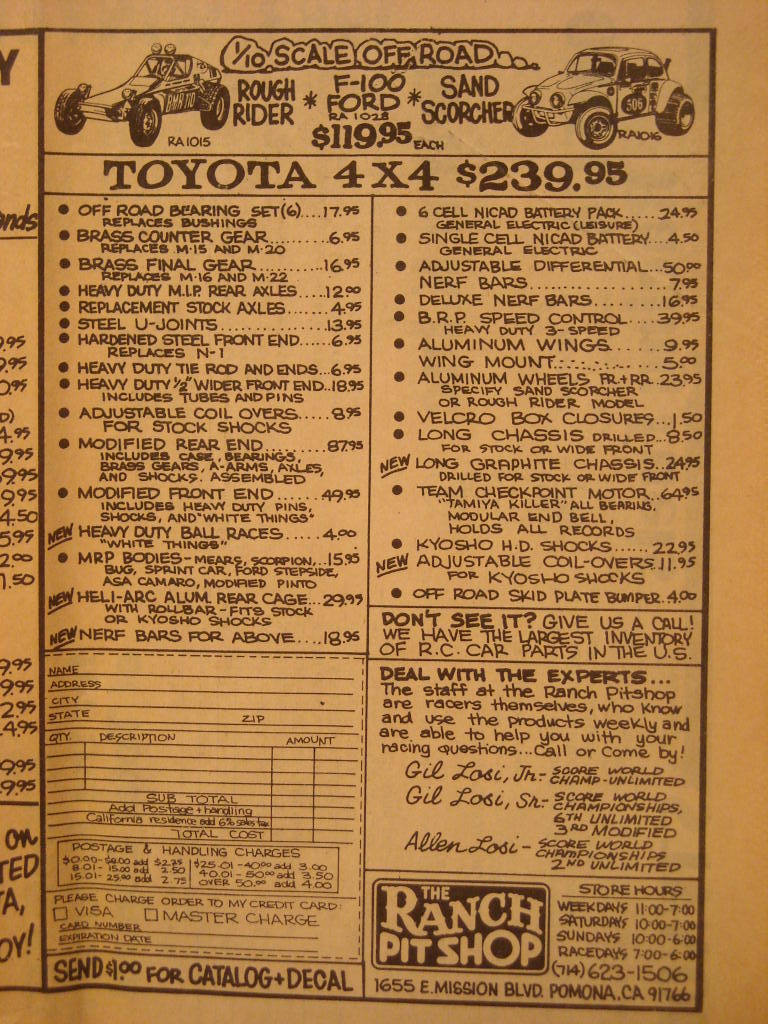 1/10 SCALE OFF ROAD
ROUGH RIDER * F-100 FORD * SAND SCORCHER
RA 1028
$119.95 EACH
BMR 710
RA1015
506
RA1016
TOYOTA 4X4 $239.95
• OFF ROAD BEARING SET(6)....17.95
REPLACES BUSHINGS
• BRASS COUNTER GEAR.........6.95
REPLACES M-15 AND M-20
• BRASS FINAL GEAR..........16.95
REPLACES M-16 AND M-22
• HEAVY DUTY M.I.P. REAR AXLES....12.00
• REPLACEMENT STOCK AXLES....4.95
• STEEL U-JOINTS............13.95
• HARDENED STEEL FRONT END.....6.95
REPLACES N-1
• HEAVY DUTY TIE ROD AND ENDS...6.95
• HEAVY DUTY 1/2" WIDER FRONT END..18.95
INCLUDES TUBES AND PINS
• ADJUSTABLE COIL OVERS.....8.95
FOR STOCK SHOCKS
• MODIFIED REAR END........87.95
INCLUDES CASE, BEARINGS,
BRASS GEARS, A-ARMS, AXLES,
AND SHOCKS. ASSEMBLED
• MODIFIED FRONT END......49.95
INCLUDES HEAVY DUTY PINS,
SHOCKS, AND "WHITE THINGS"
NEW HEAVY DUTY BALL RACES....4.00
"WHITE THINGS"
• MRP BODIES-MEARS, SCORPION,...15.95
BUG, SPRINT CAR, FORD STEPSIDE,
ASA CAMARO, MODIFIED PINTO
NEW HELI-ARC ALUM. REAR CAGE...29.95
WITH ROLLBAR-FITS STOCK
OR KYOSHO SHOCKS
NEW NERF BARS FOR ABOVE....18.95
• 6 CELL NICAD BATTERY PACK.....24.95
GENERAL ELECTRIC (LEISURE)
• SINGLE CELL NICAD BATTERY...4.50
GENERAL ELECTRIC
• ADJUSTABLE DIFFERENTIAL...50.00
NERF BARS.................7.95
• DELUXE NERF BARS.........16.95
• B.R.P. SPEED CONTROL....39.95
HEAVY DUTY 3-SPEED
• ALUMINUM WINGS........9.95
WING MOUNT............5.00
• ALUMINUM WHEELS FR.+RR..23.95
SPECIFY SAND SCORCHER
OR ROUGH RIDER MODEL
• VELCRO BOX CLOSURES...1.50
• LONG CHASSIS DRILLED..8.50
FOR STOCK OR WIDE FRONT
NEW LONG GRAPHITE CHASSIS..24.95
DRILLED FOR STOCK OR WIDE FRONT
• TEAM CHECKPOINT MOTOR..64.95
"TAMIYA KILLER" ALL BEARING,
MODULAR END BELL,
HOLDS ALL RECORDS
• KYOSHO H.D. SHOCKS......22.95
NEW ADJUSTABLE COIL-OVERS.11.95
FOR KYOSHO SHOCKS
• OFF ROAD SKID PLATE BUMPER.4.00
DON'T SEE IT? GIVE US A CALL!
WE HAVE THE LARGEST INVENTORY
OF R.C. CAR PARTS IN THE U.S.
DEAL WITH THE EXPERTS...
The staff at the Ranch Pitshop
are racers themselves, who know
and use the products weekly and
are able to help you with your
racing questions...Call or Come by!
Gil Losi, Jr.- SCORE WORLD
CHAMP-UNLIMITED
Gil Losi, Sr.- SCORE WORLD
CHAMPIONSHIPS,
6TH UNLIMITED
3RD MODIFIED
Allen Losi- SCORE WORLD
CHAMPIONSHIPS
2ND UNLIMITED
NAME
ADDRESS
CITY
STATE ZIP
QTY. DESCRIPTION AMOUNT
SUB TOTAL
Add Postage + handling
California residence add 6% sales tax
TOTAL COST
POSTAGE & HANDLING CHARGES
$0.00-$8.00 add $2.25 $25.01-40.00 add 3.00
8.01-15.00 add 2.50 40.01-50.00 add 3.50
15.01-25.00 add 2.75 OVER 50.00 add 4.00
PLEASE CHARGE ORDER TO MY CREDIT CARD:
VISA MASTER CHARGE
CARD NUMBER
EXPIRATION DATE
SEND $1.00 FOR CATALOG+DECAL
THE
RANCH
PIT SHOP
STORE HOURS
WEEKDAYS 11:00-7:00
SATURDAYS 10:00-7:00
SUNDAYS 10:00-6:00
RACEDAYS 7:00-6:00
(714) 623-1506
1655 E. MISSION BLVD. POMONA, CA 91766